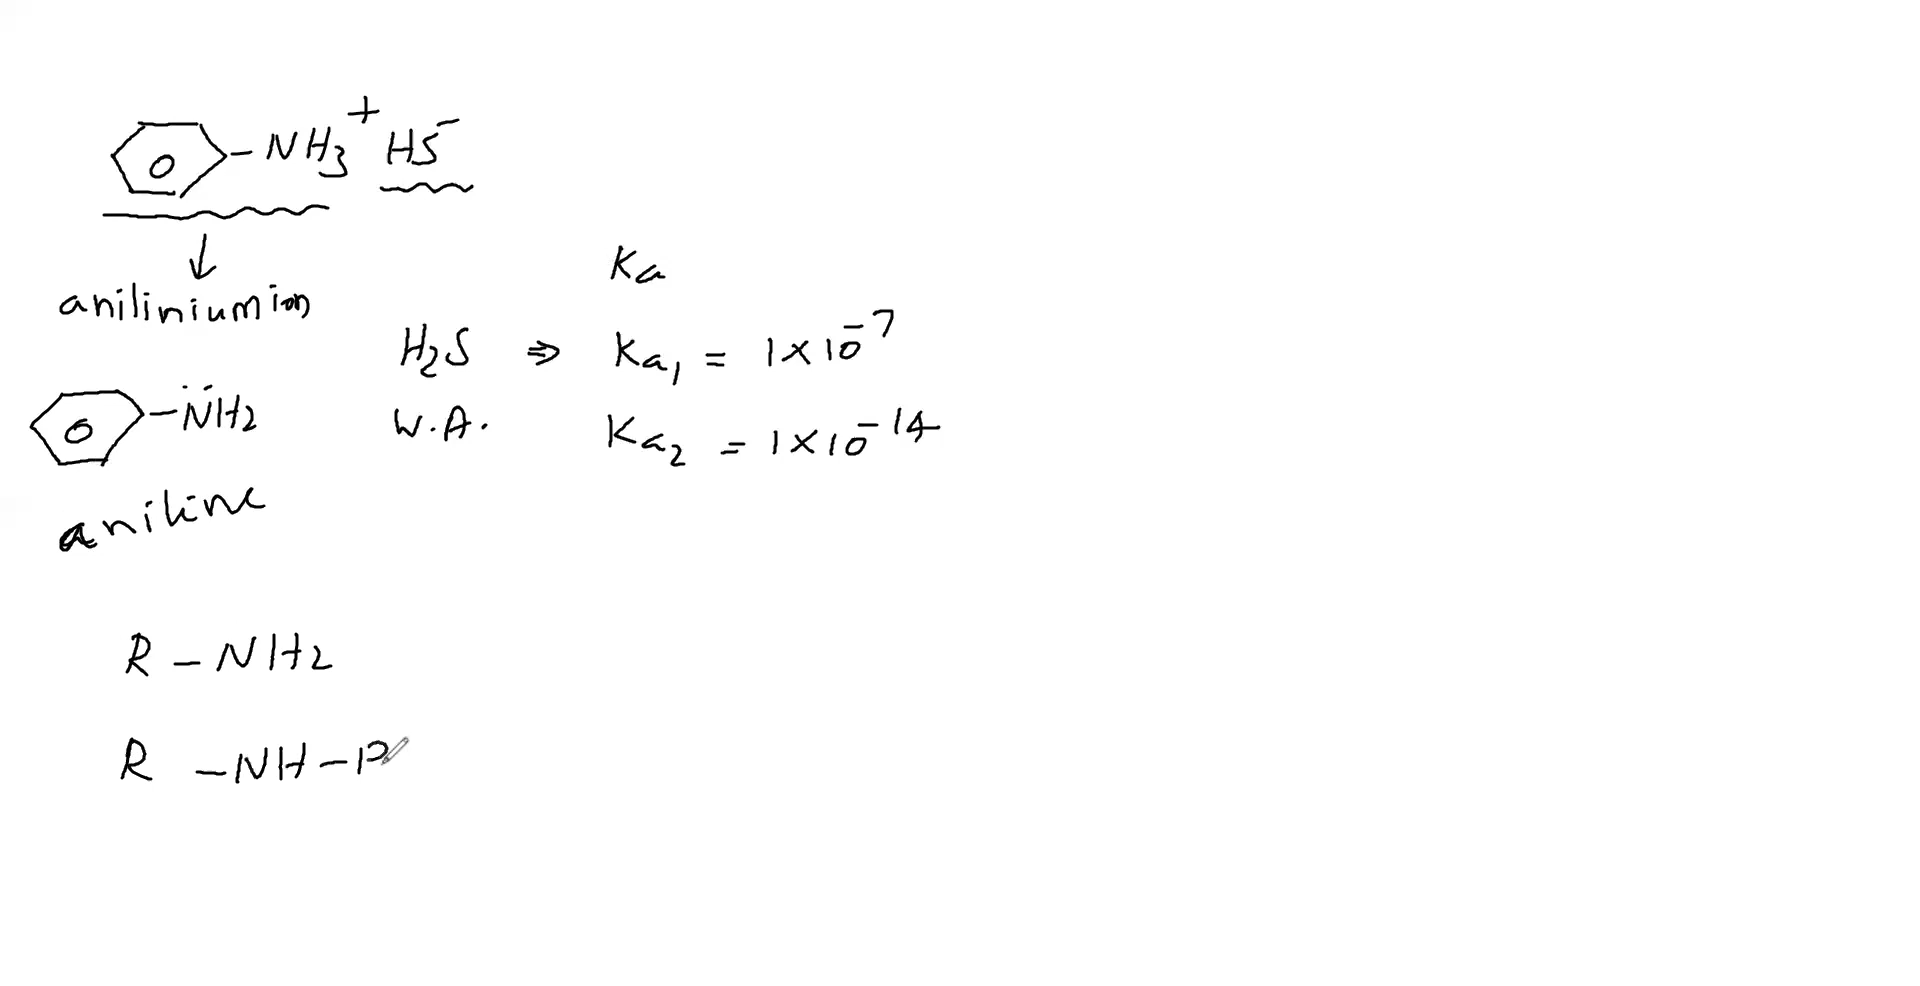 -NH3+ HS-
anilinium ion
Ka
H2S ⇒ Ka1 = 1×10-7
-NH2
W.A. Ka2 = 1×10-14
aniline
R - NH2
R - NH -